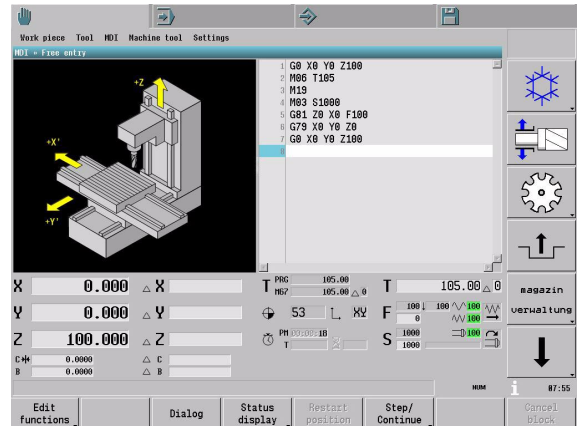 Work piece Tool MDI Machine tool Settings
MDI - Free entry
+Z
+X'
+Y'
1 G0 X0 Y0 Z100
2 M06 T105
3 M19
4 M03 S1000
5 G81 Z0 X0 F100
6 G79 X0 Y0 Z0
7 G0 X0 Y0 Z100
8
X 0.000 △ X
Y 0.000 △ Y
Z 100.000 △ Z
C 0.0000 △ C
B 0.0000 △ B
T PRG 105.00
M67 105.00 △ 0
53 XY
PM 00:00:18
T
T 105.00 △ 0
F 100 100 100
0 100
S 1000 100
1000
magazin
verwaltung
NUM
07:55
Edit functions
Dialog
Status display
Restart position
Step/ Continue
Cancel block